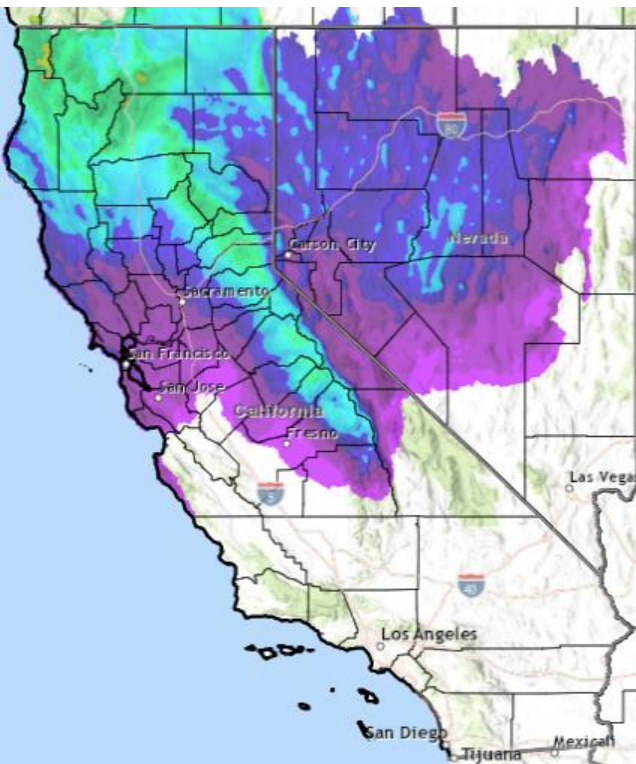 80
Carson City
Nevada
Sacramento
San Francisco
San Jose
California
Fresno
5
Las Vegas
40
Los Angeles
San Diego
Mexicali
Tijuana